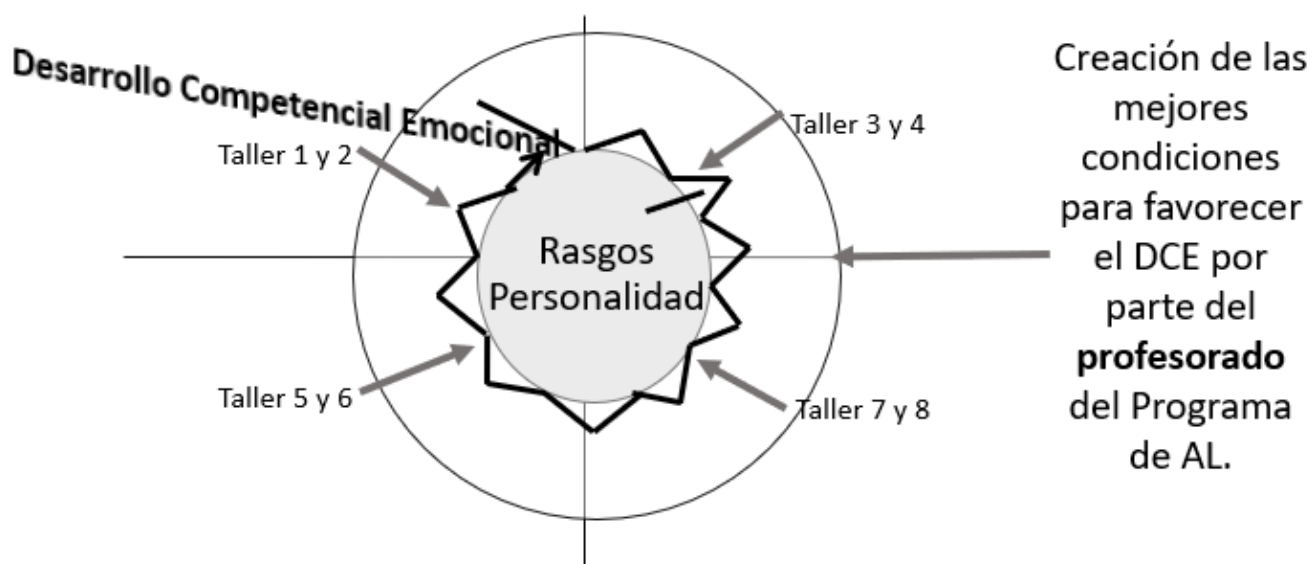 Desarrollo Competencial Emocional
Taller 1 y 2
Taller 3 y 4
Rasgos
Personalidad
Taller 5 y 6
Taller 7 y 8
Creación de las
mejores
condiciones
para favorecer
el DCE por
parte del
profesorado
del Programa
de AL.